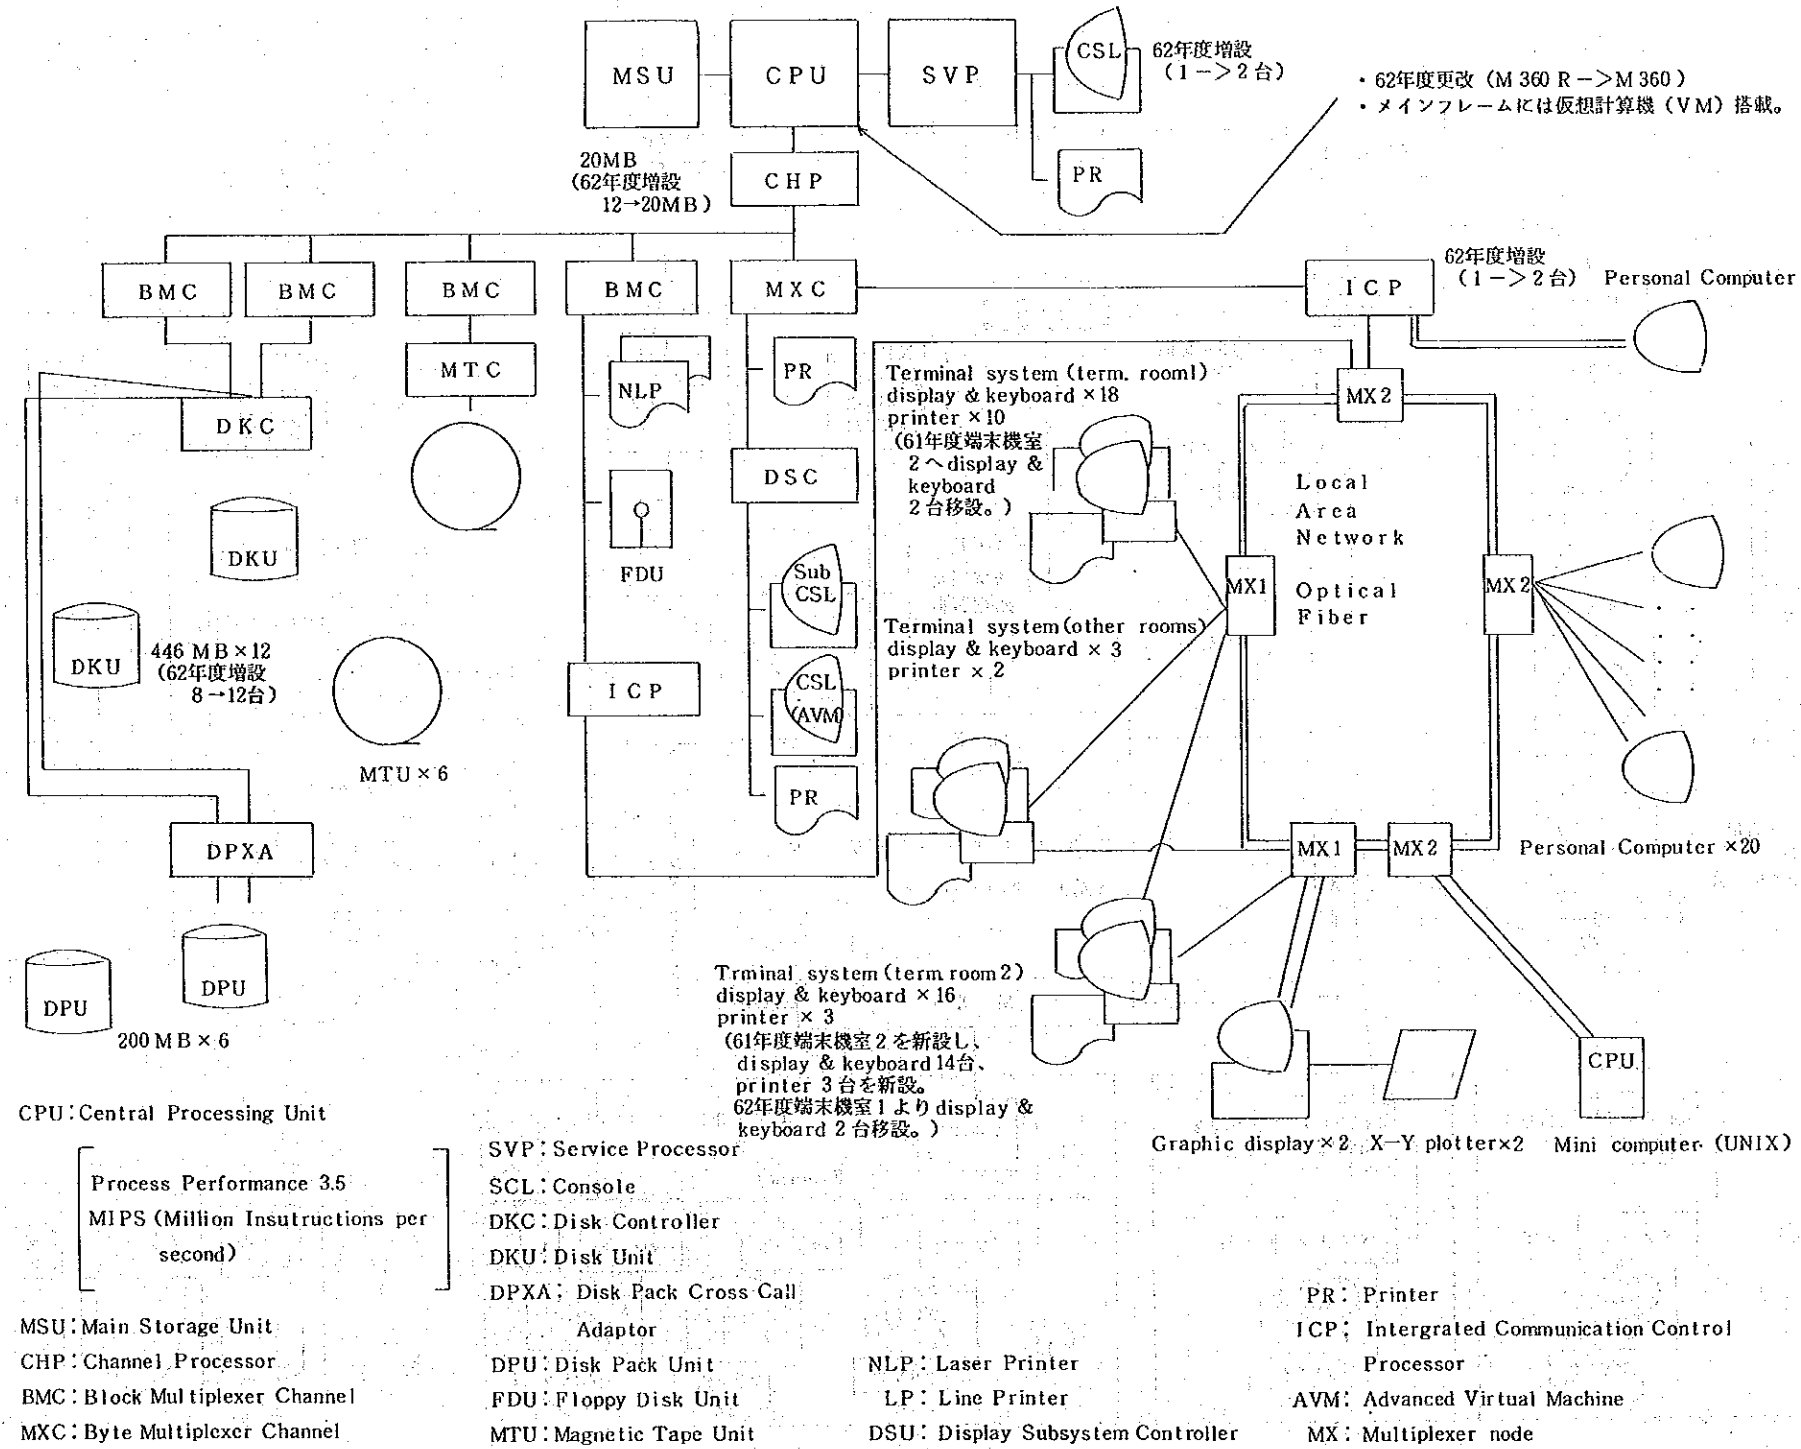 MSU
CPU
SVP
CSL
62年度増設
(1−>2台)
・62年度更改(M 360 R−>M 360)
・メインフレームには仮想計算機(VM)搭載。
20MB
(62年度増設
12→20MB)
CHP
PR
BMC
BMC
BMC
BMC
MXC
ICP
62年度増設
(1−>2台)
Personal Computer
MTC
NLP
PR
DKC
DSC
FDU
Terminal system (term. room1)
display & keyboard ×18
printer ×10
(61年度端末機室
2へdisplay &
keyboard
2台移設。)
MX2
Local
Area
Network
Optical
Fiber
MX1
MX2
DKU
DKU
446 MB×12
(62年度増設
8→12台)
MTU×6
Sub
CSL
ICP
CSL
(AVM)
PR
Terminal system (other rooms)
display & keyboard × 3
printer × 2
MX1
MX2
Personal Computer ×20
DPXA
DPU
DPU
200 MB×6
Trminal system (term room 2)
display & keyboard ×16
printer × 3
(61年度端末機室2を新設し、
display & keyboard 14台、
printer 3台を新設。
62年度端末機室1よりdisplay &
keyboard 2台移設。)
CPU
Graphic display×2
X−Y plotter×2
Mini computer (UNIX)
CPU:Central Processing Unit
Process Performance 3.5
MIPS (Million Insutructions per
second)
MSU:Main Storage Unit
CHP:Channel Processor
BMC:Block Multiplexer Channel
MXC:Byte Multiplexer Channel
SVP:Service Processor
SCL:Console
DKC:Disk Controller
DKU:Disk Unit
DPXA:Disk Pack Cross Call
Adaptor
DPU:Disk Pack Unit
FDU:Floppy Disk Unit
MTU:Magnetic Tape Unit
NLP:Laser Printer
LP:Line Printer
DSU:Display Subsystem Controller
PR:Printer
ICP:Intergrated Communication Control
Processor
AVM:Advanced Virtual Machine
MX:Multiplexer node